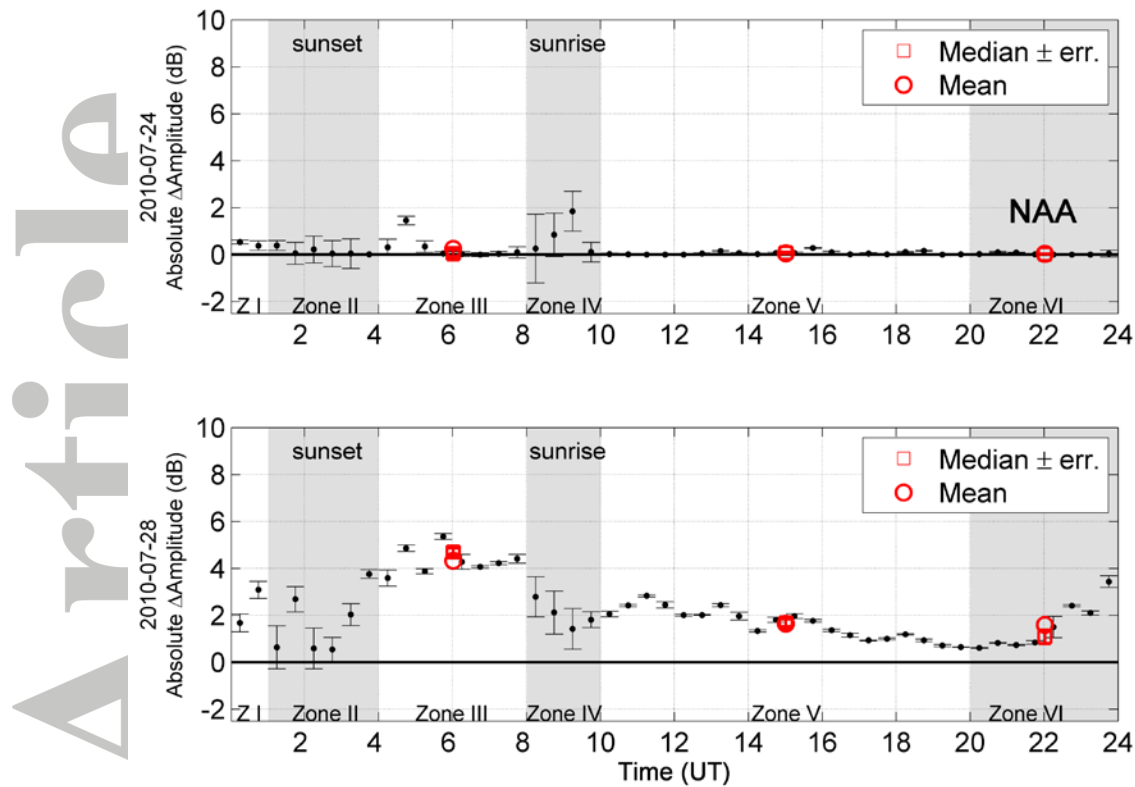 Article
2010-07-24
Absolute ΔAmplitude (dB)
10
8
6
4
2
0
-2
sunset
sunrise
Median ± err.
Mean
NAA
Z I
Zone II
Zone III
Zone IV
Zone V
Zone VI
2 4 6 8 10 12 14 16 18 20 22 24
2010-07-28
Absolute ΔAmplitude (dB)
10
8
6
4
2
0
-2
sunset
sunrise
Median ± err.
Mean
Z I
Zone II
Zone III
Zone IV
Zone V
Zone VI
2 4 6 8 10 12 14 16 18 20 22 24
Time (UT)